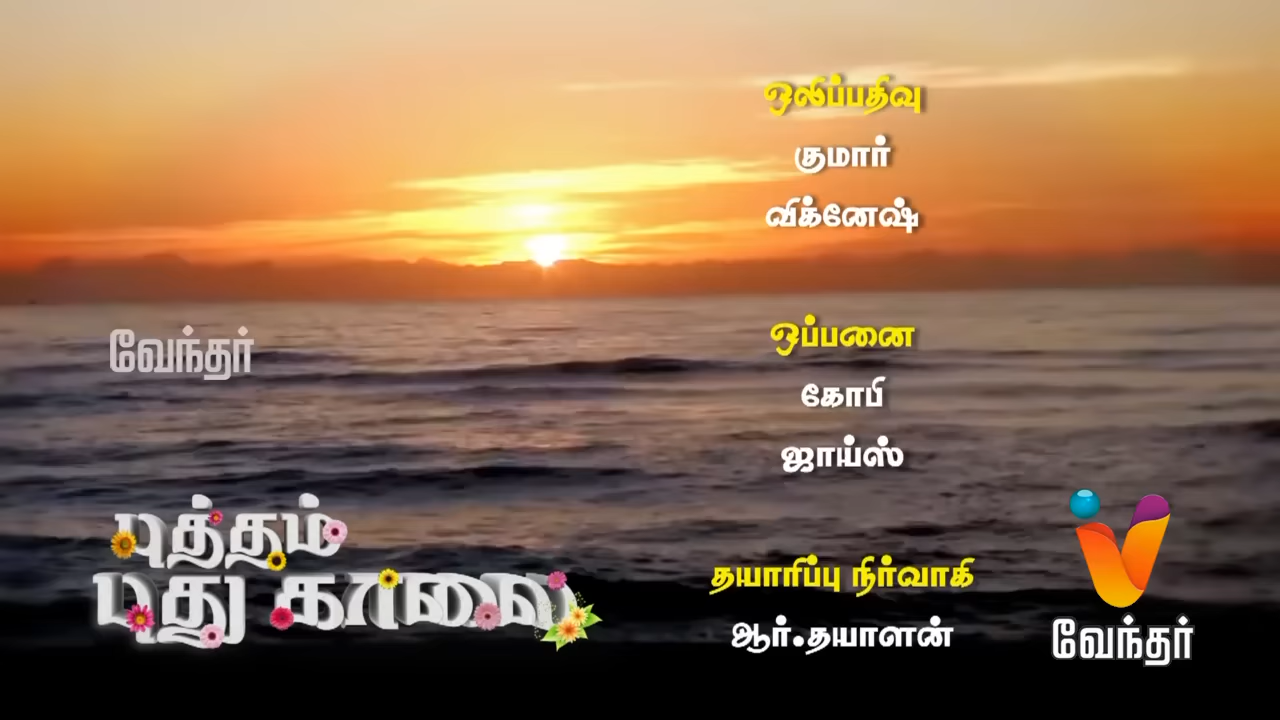 ஒலிப்பதிவு
குமார்
விக்னேஷ்
ஒப்பனை
கோபி
ஜாய்ஸ்
தயாரிப்பு நிர்வாகி
ஆர்.தயாளன்
வேந்தர்
புத்தம்
புது காலை
வேந்தர்